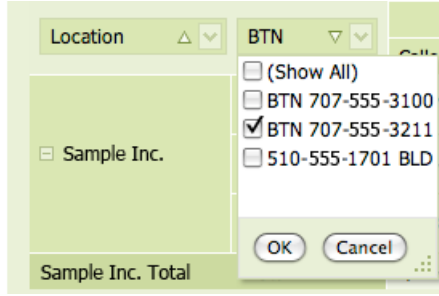 Location
BTN
(Show All)
BTN 707-555-3100
BTN 707-555-3211
510-555-1701 BLD
Sample Inc.
OK Cancel
Sample Inc. Total